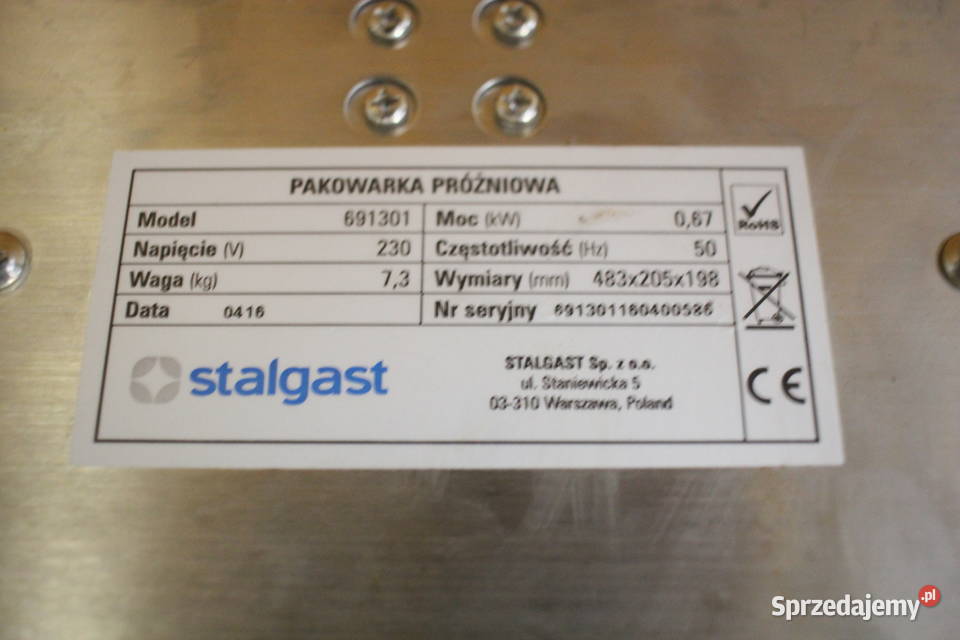 PAKOWARKA PRÓŻNIOWA
Model 691301 Moc (kW) 0,67
Napięcie (V) 230 Częstotliwość (Hz) 50
Waga (kg) 7,3 Wymiary (mm) 483x205x198
Data 0416 Nr seryjny 691301160400586
RoHS
stalgast
STALGAST Sp. z o.o.
ul. Staniewicka 5
03-310 Warszawa, Poland
CE
Sprzedajemy.pl